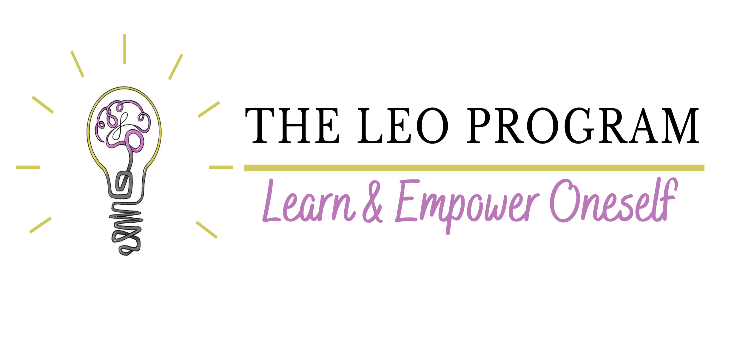 THE LEO PROGRAM
Learn & Empower Oneself